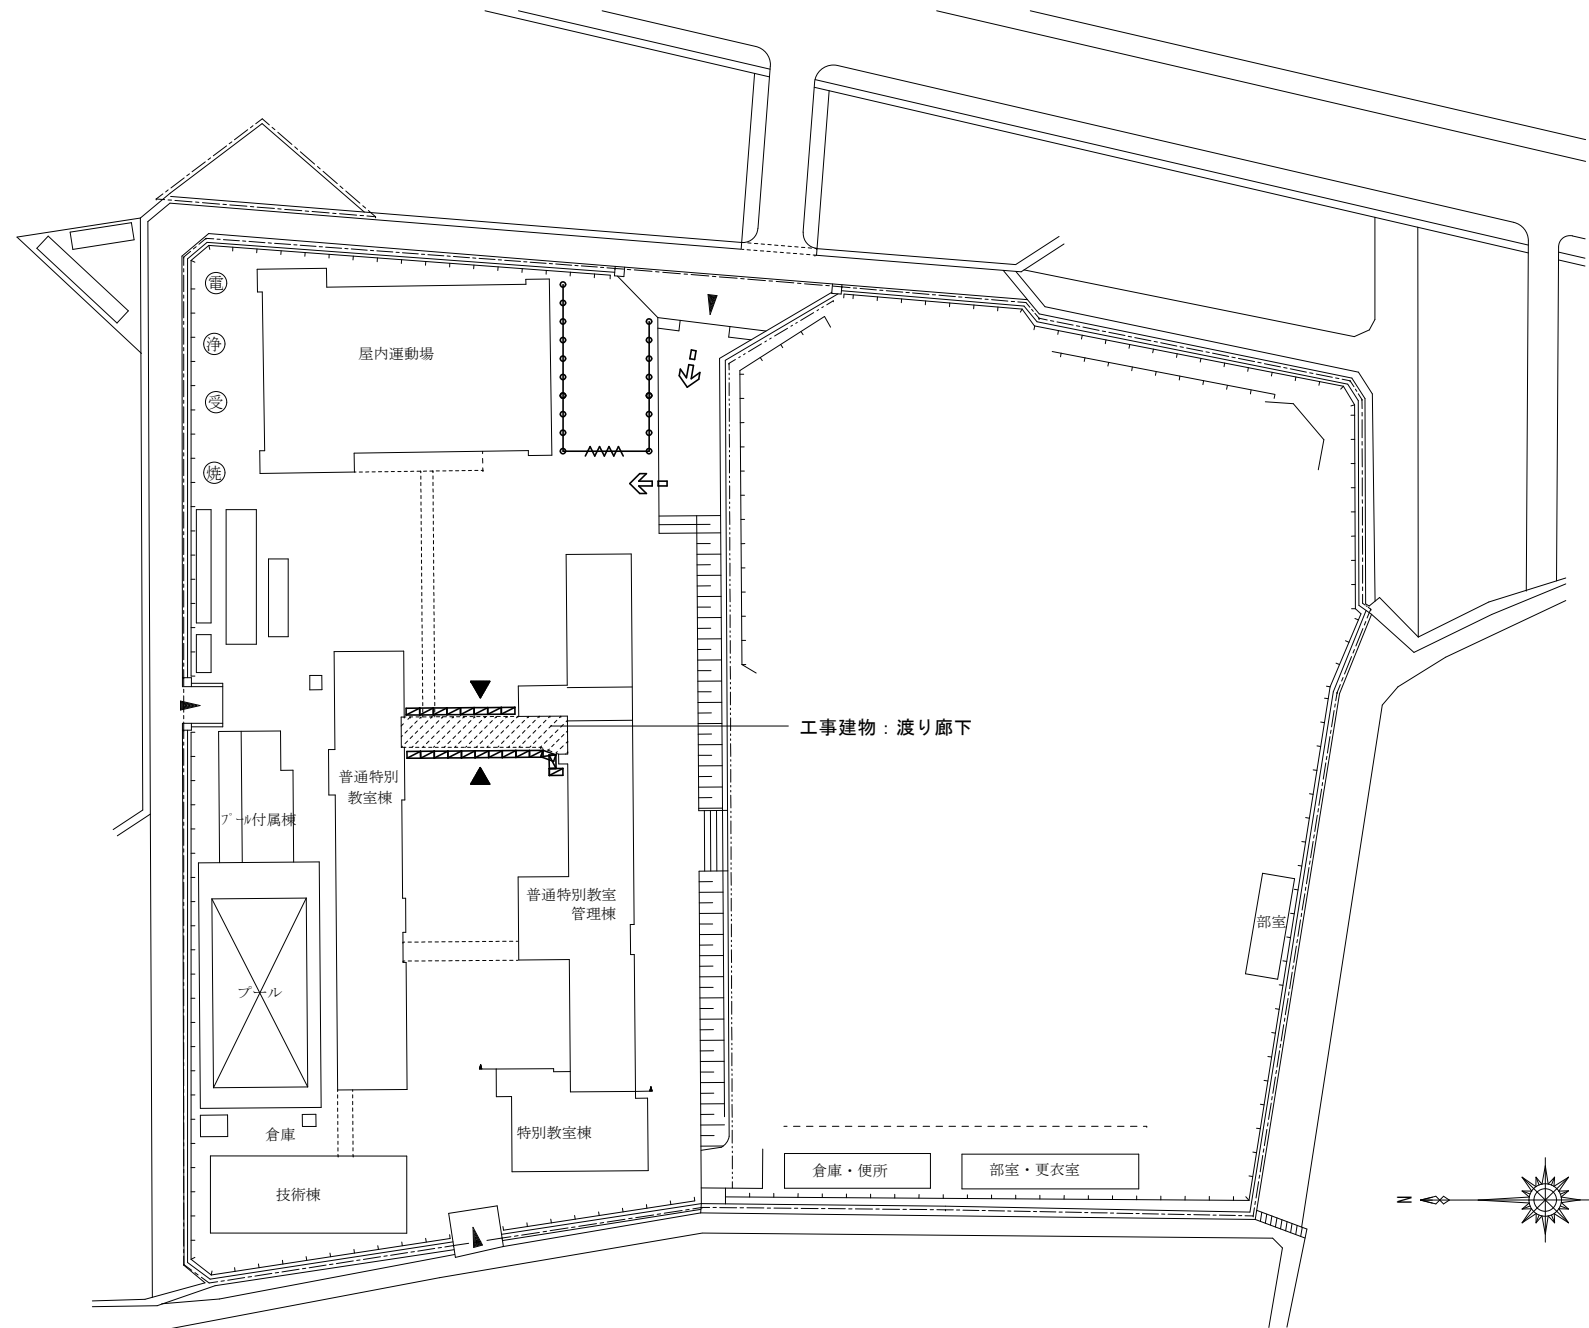 電
浄
受
焼
屋内運動場
工事建物：渡り廊下
普通特別
教室棟
プール付属棟
普通特別教室
管理棟
部室
プール
倉庫
特別教室棟
技術棟
倉庫・便所
部室・更衣室
N